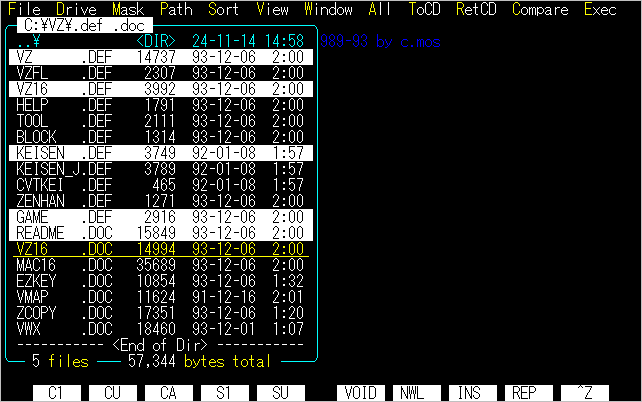 File Drive Mask Path Sort View Window All ToCD RetCD Compare Exec
C:¥VZ¥.def .doc
..¥ <DIR> 24-11-14 14:58 939-93 by c.mos
VZ .DEF 14737 93-12-06 2:00
VZFL .DEF 2307 93-12-06 2:00
VZ16 .DEF 3992 93-12-06 2:00
HELP .DEF 1791 93-12-06 2:00
TOOL .DEF 2111 93-12-06 2:00
BLOCK .DEF 1314 93-12-06 2:00
KEISEN .DEF 3749 92-01-08 1:57
KEISEN_J.DEF 3789 92-01-08 1:57
CVTKEI .DEF 465 92-01-08 1:57
ZENHAN .DEF 1271 93-12-06 2:00
GAME .DEF 2916 93-12-06 2:00
README .DOC 15849 93-12-06 2:00
VZ16 .DOC 14994 93-12-06 2:00
MAC16 .DOC 35689 93-12-06 2:00
EZKEY .DOC 10854 93-12-06 1:32
VMAP .DOC 11624 91-12-16 2:01
ZCOPY .DOC 17351 93-12-06 1:20
VWX .DOC 18460 93-12-01 1:07
----------- <End of Dir> -----------
5 files 57,344 bytes total
C1 CU CA S1 SU VOID NWL INS REP ^Z